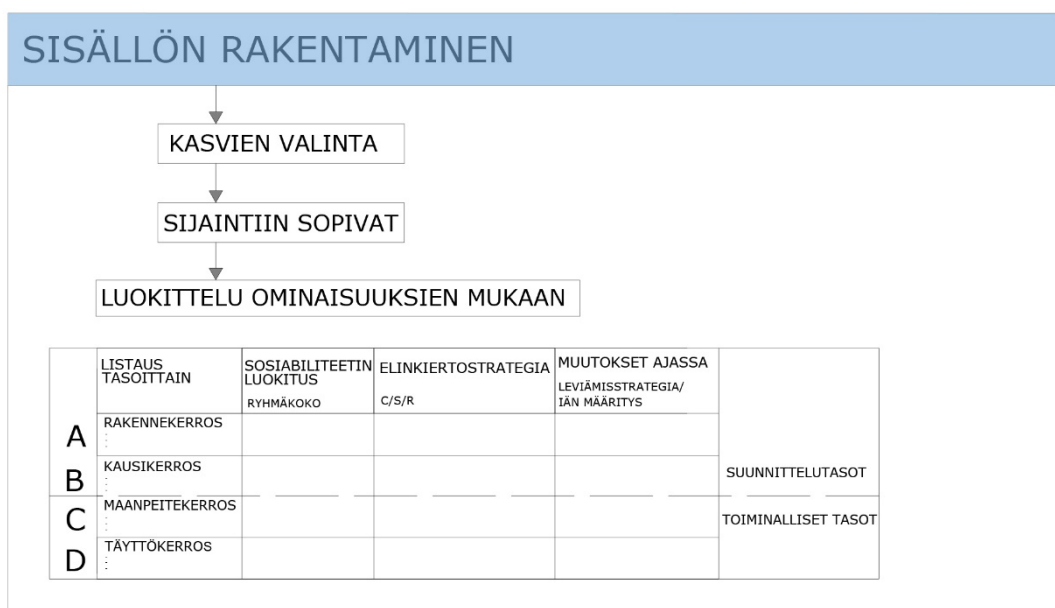 SISÄLLÖN RAKENTAMINEN
KASVIEN VALINTA
SIJAINTIIN SOPIVAT
LUOKITTELU OMINAISUUKSIEN MUKAAN
LISTAUS
TASOITTAIN
SOSIABILITEETIN
LUOKITUS
RYHMÄKOKO
ELINKIERTOSTRATEGIA
C/S/R
MUUTOKSET AJASSA
LEVIÄMISSTRATEGIA/
IÄN MÄÄRITYS
A
RAKENNEKERROS
B
KAUSIKERROS
SUUNNITTELUTASOT
C
MAANPEITEKERROS
TOIMINALLISET TASOT
D
TÄYTTÖKERROS